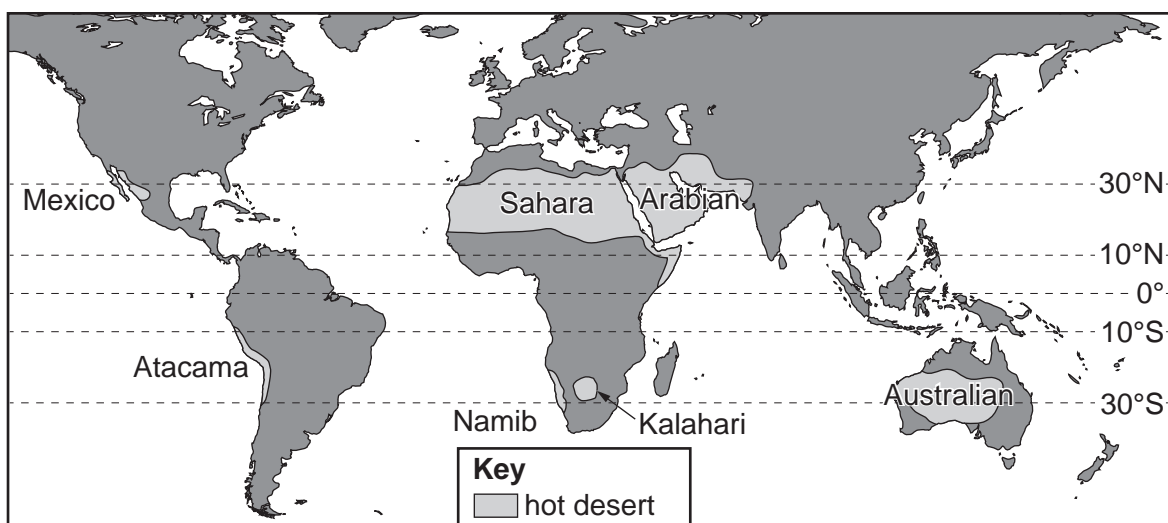 Mexico
Sahara
Arabian
30°N
10°N
0°
10°S
Atacama
Australian
30°S
Namib
Kalahari
Key
hot desert